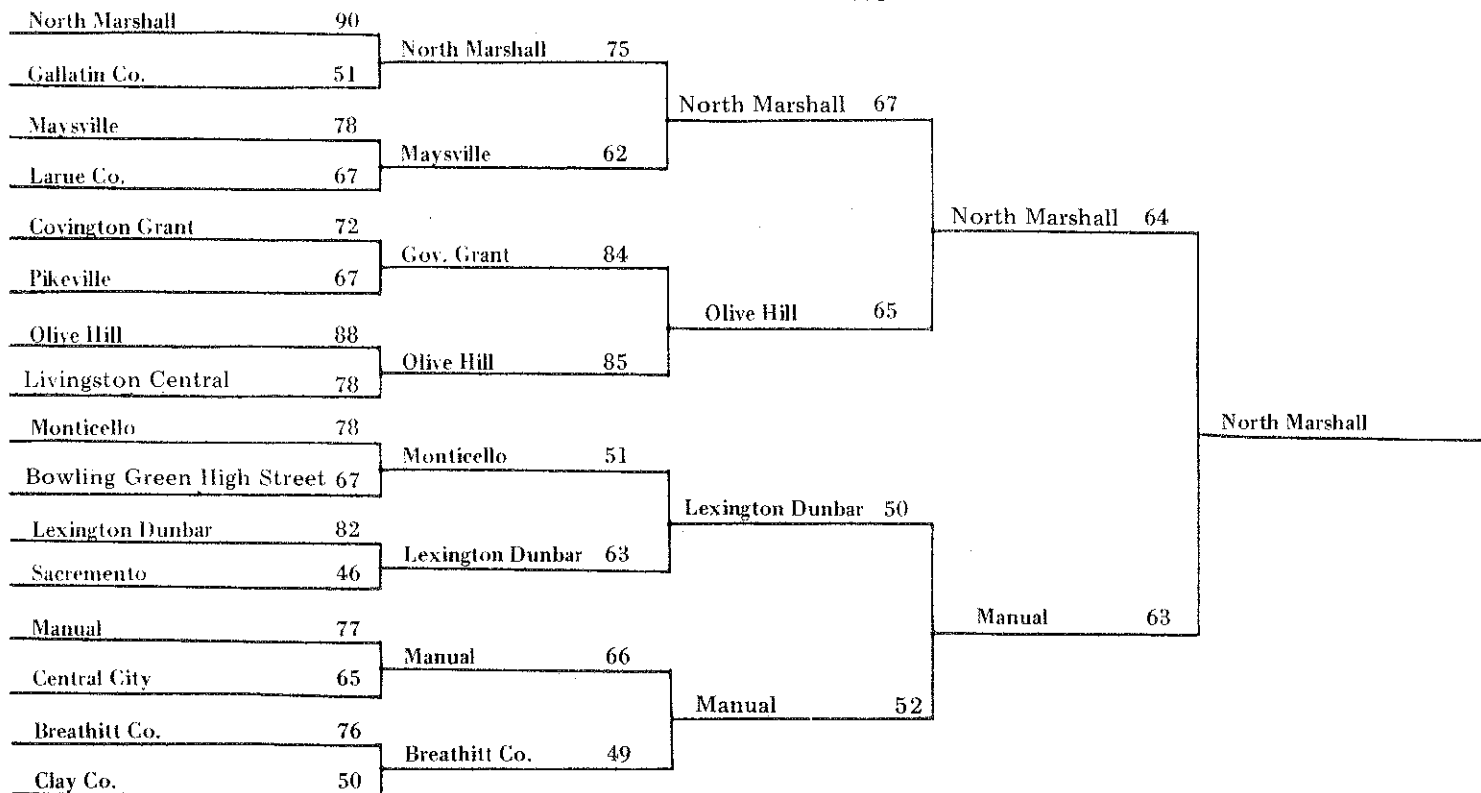 North Marshall 90
Gallatin Co. 51
Maysville 78
Larue Co. 67
Covington Grant 72
Pikeville 67
Olive Hill 88
Livingston Central 78
Monticello 78
Bowling Green High Street 67
Lexington Dunbar 82
Sacremento 46
Manual 77
Central City 65
Breathitt Co. 76
Clay Co. 50
North Marshall 75
Maysville 62
Gov. Grant 84
Olive Hill 85
Monticello 51
Lexington Dunbar 63
Manual 66
Breathitt Co. 49
North Marshall 67
Olive Hill 65
Lexington Dunbar 50
Manual 52
North Marshall 64
Manual 63
North Marshall